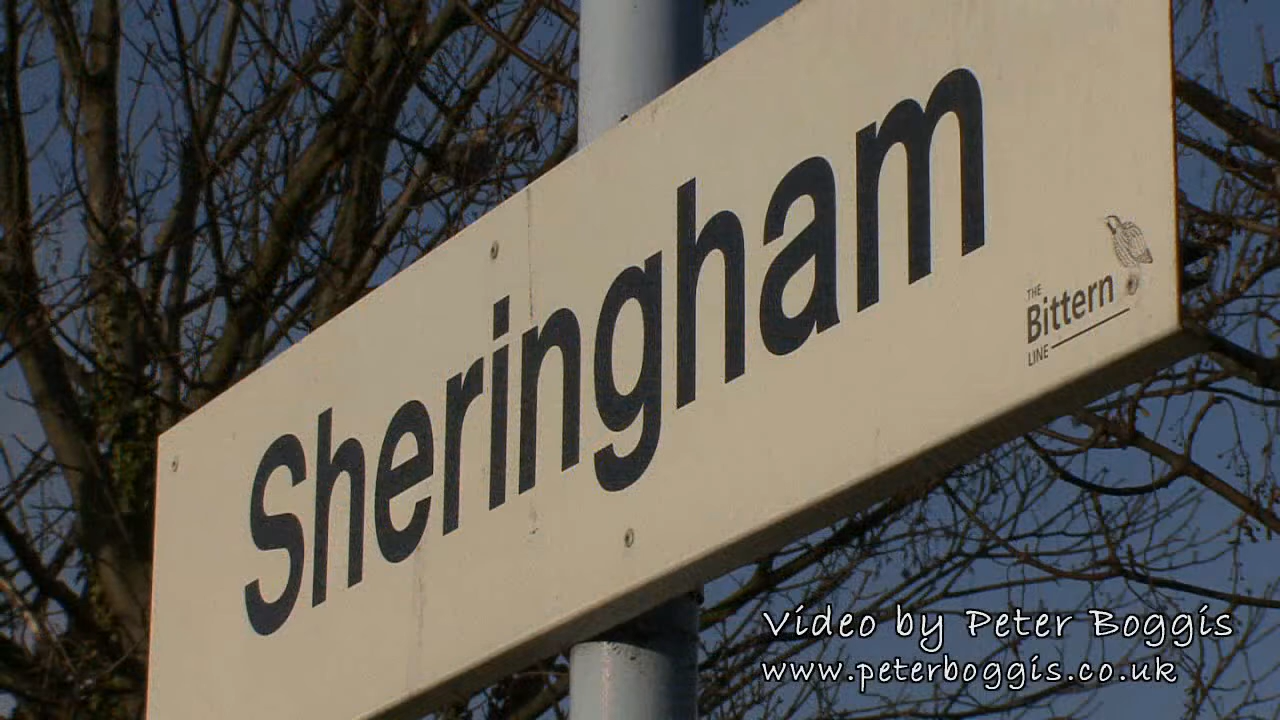 Sheringham
THE
Bittern
LINE
Video by Peter Boggis
www.peterboggis.co.uk